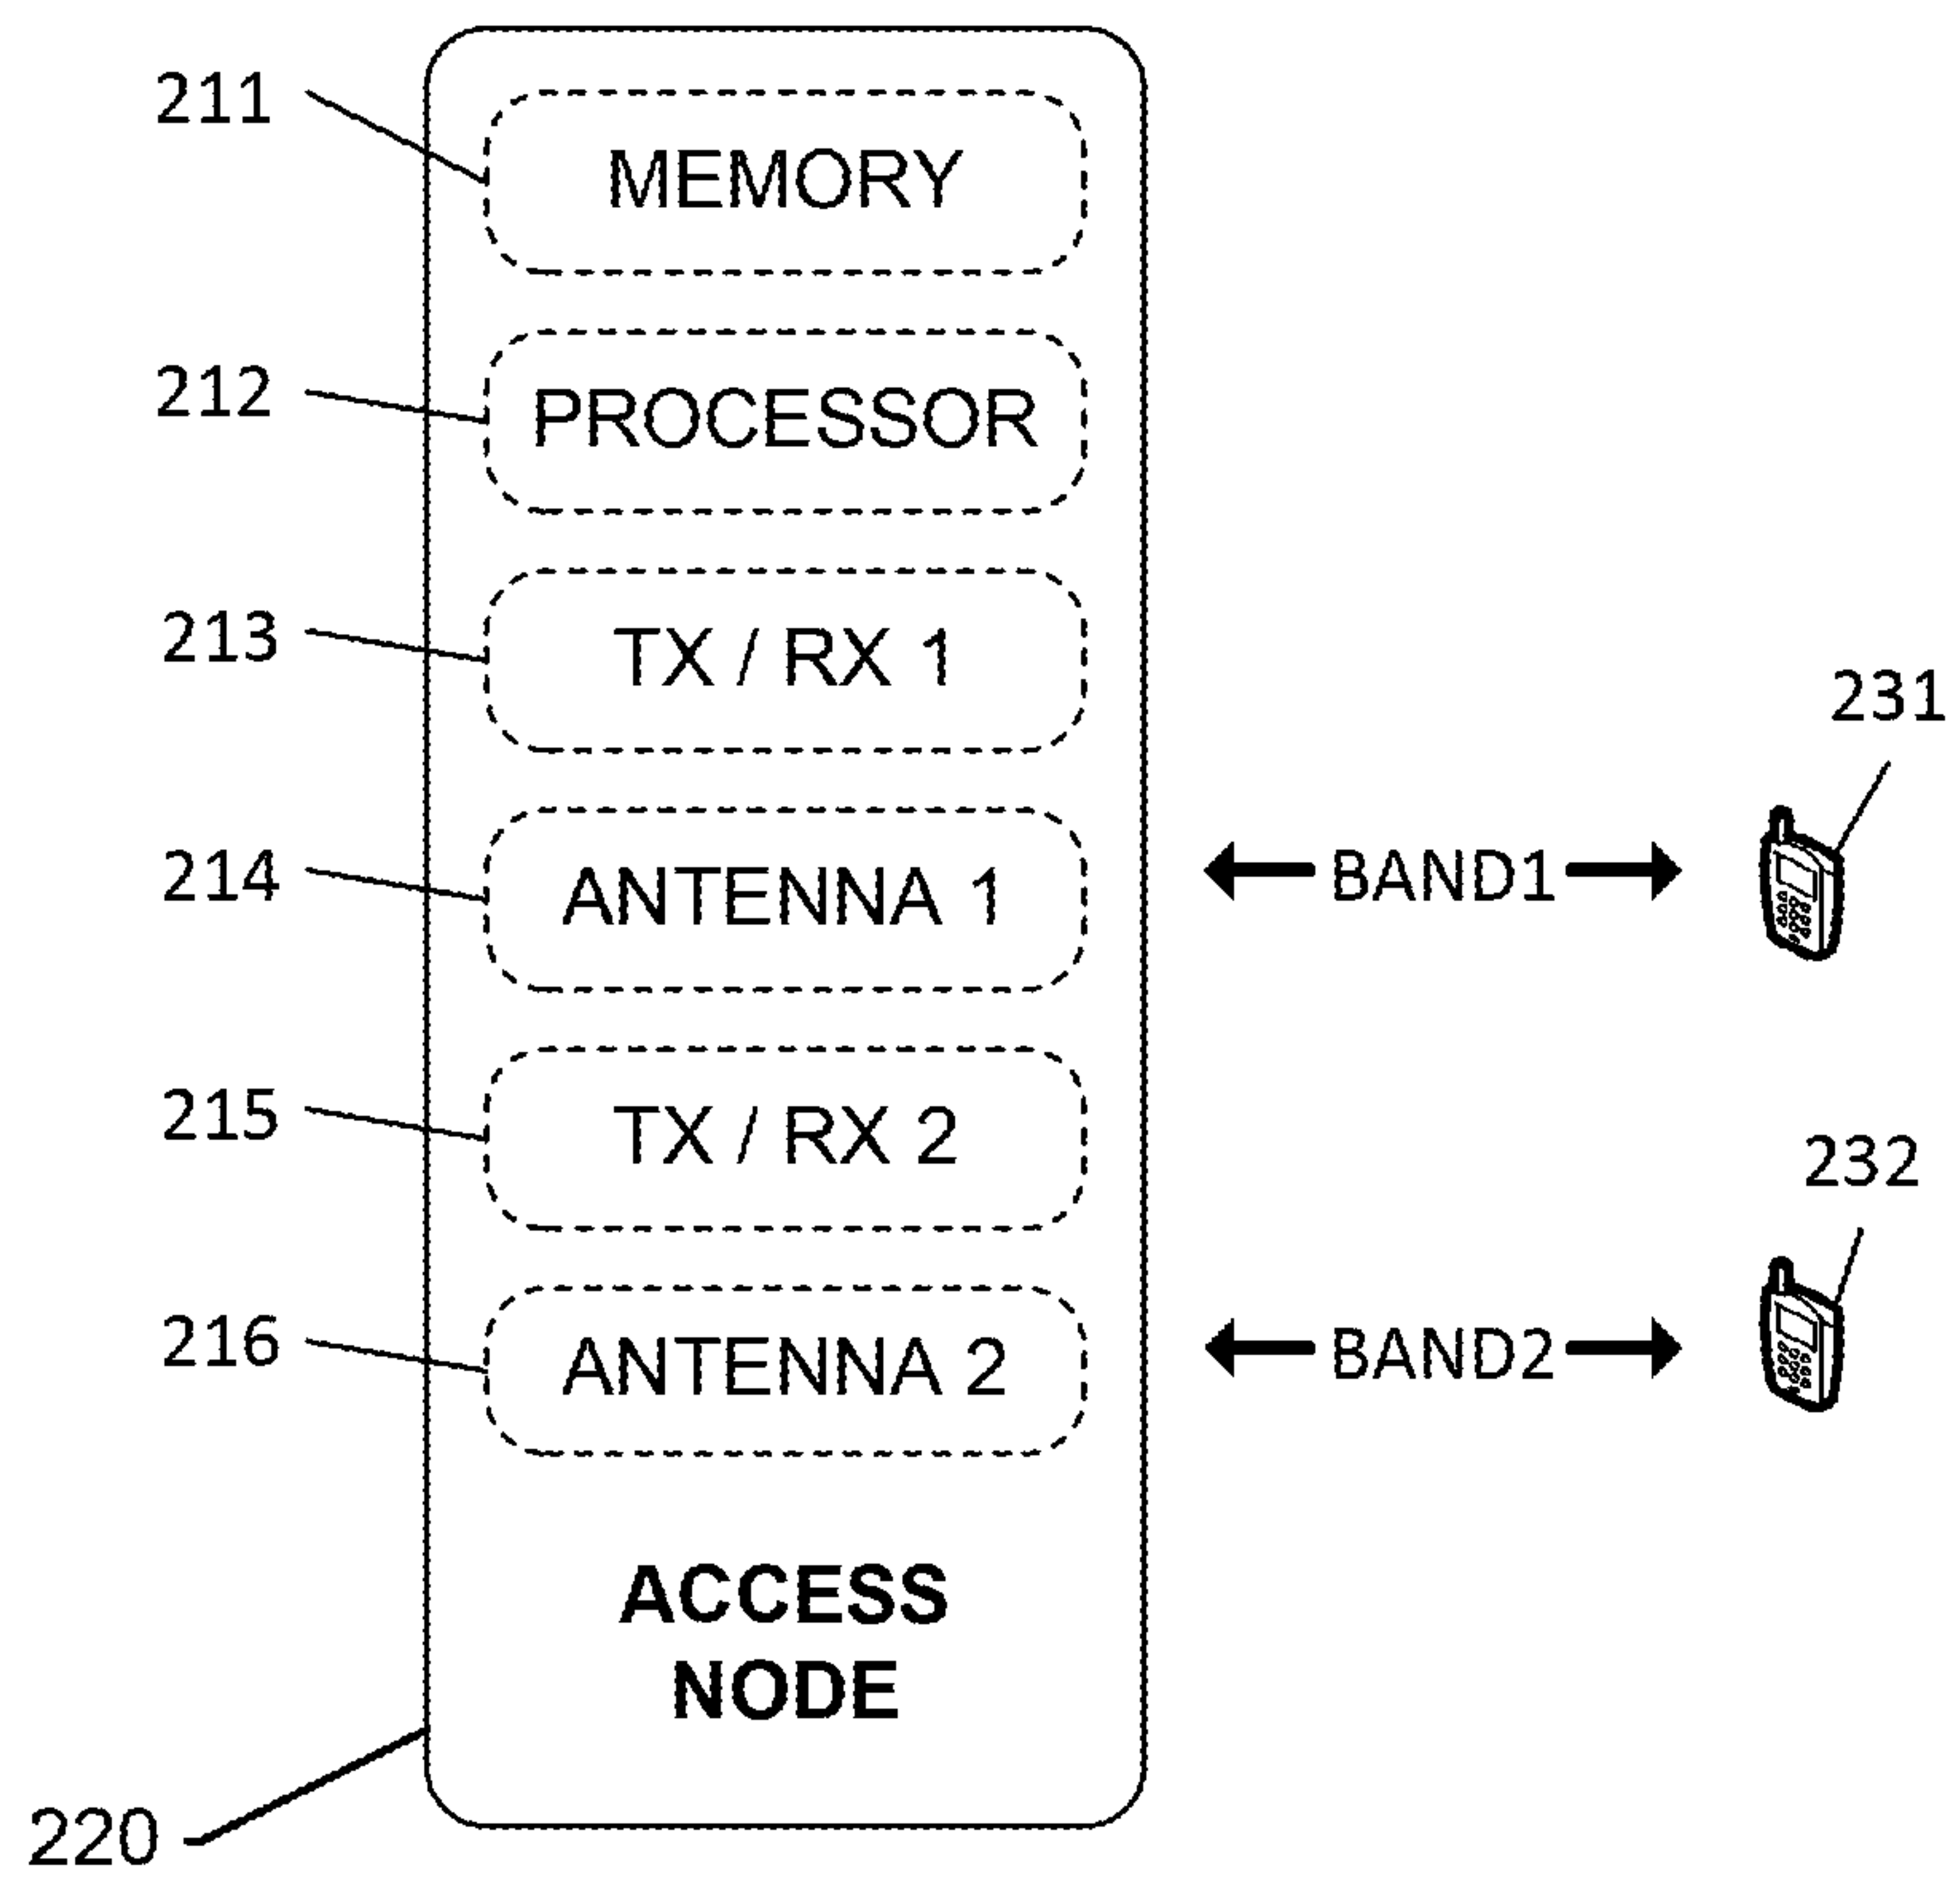 211
MEMORY
212
PROCESSOR
213
TX / RX 1
231
214
ANTENNA 1
BAND1
215
TX / RX 2
232
216
ANTENNA 2
BAND2
ACCESS
NODE
220